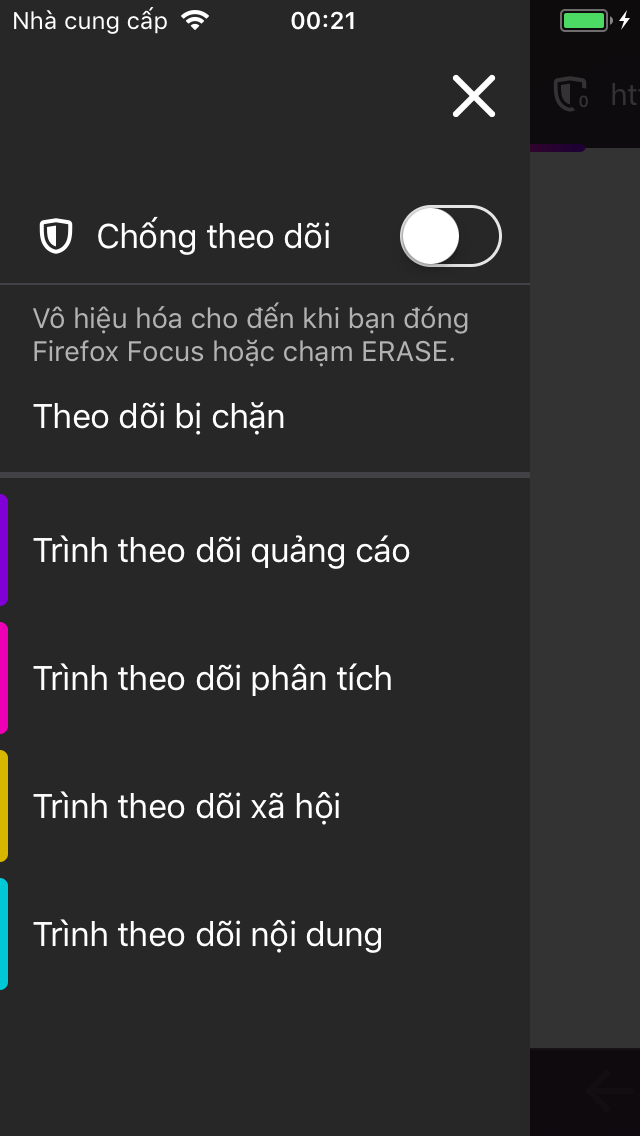 Nhà cung cấp 00:21
0 htt
Chống theo dõi
Vô hiệu hóa cho đến khi bạn đóng
Firefox Focus hoặc chạm ERASE.
Theo dõi bị chặn
Trình theo dõi quảng cáo
Trình theo dõi phân tích
Trình theo dõi xã hội
Trình theo dõi nội dung